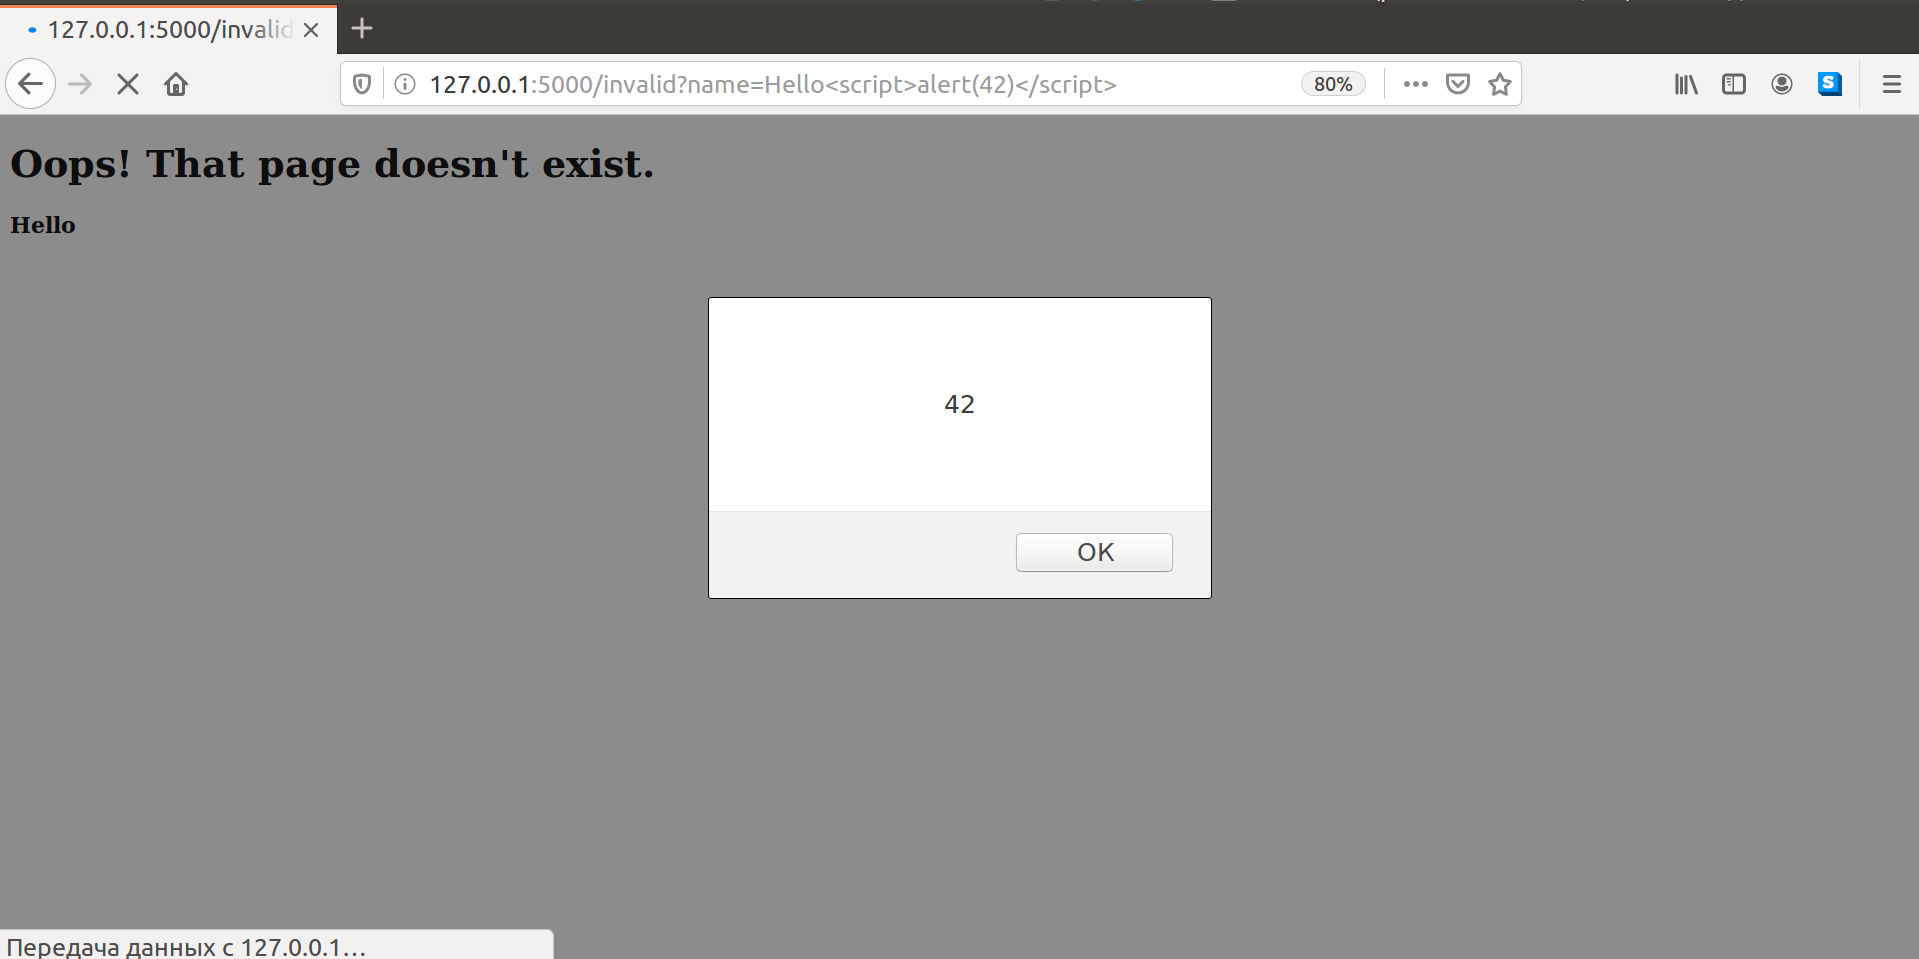 127.0.0.1:5000/invalid
127.0.0.1:5000/invalid?name=Hello<script>alert(42)</script>
80%
S
Oops! That page doesn't exist.
Hello
42
OK
Передача данных с 127.0.0.1…